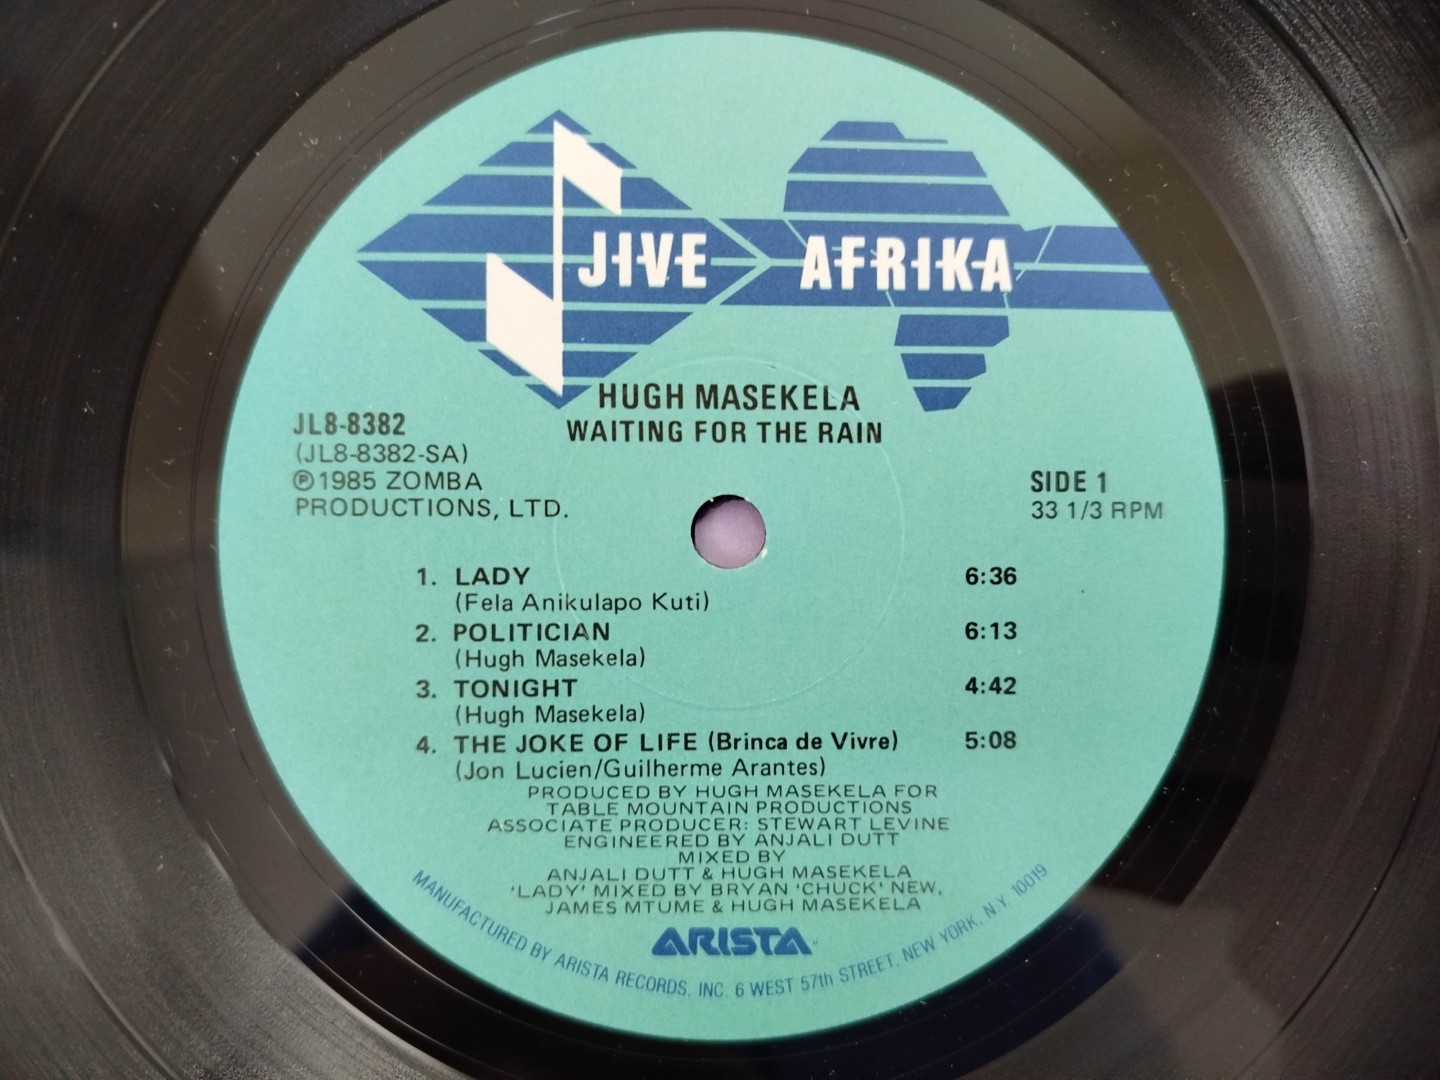 JIVE AFRIKA
HUGH MASEKELA
WAITING FOR THE RAIN
JL8-8382
(JL8-8382-SA)
℗1985 ZOMBA
PRODUCTIONS, LTD.
SIDE 1
33 1/3 RPM
1. LADY 6:36
(Fela Anikulapo Kuti)
2. POLITICIAN 6:13
(Hugh Masekela)
3. TONIGHT 4:42
(Hugh Masekela)
4. THE JOKE OF LIFE (Brinca de Vivre) 5:08
(Jon Lucien/Guilherme Arantes)
PRODUCED BY HUGH MASEKELA FOR
TABLE MOUNTAIN PRODUCTIONS
ASSOCIATE PRODUCER: STEWART LEVINE
ENGINEERED BY ANJALI DUTT
MIXED BY
ANJALI DUTT & HUGH MASEKELA
'LADY' MIXED BY BRYAN 'CHUCK' NEW,
JAMES MTUME & HUGH MASEKELA
ARISTA™
MANUFACTURED BY ARISTA RECORDS, INC. 6 WEST 57th STREET, NEW YORK, N.Y. 10019